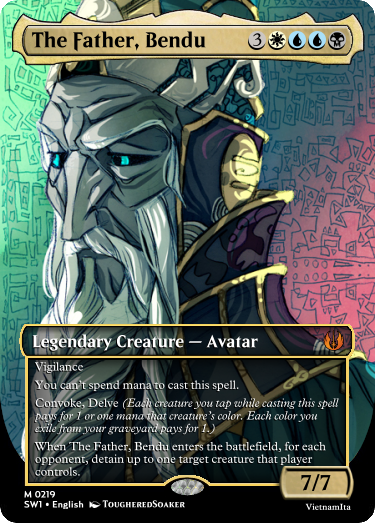 The Father, Bendu 3
Legendary Creature — Avatar
Vigilance
You can't spend mana to cast this spell.
Convoke, Delve (Each creature you tap while casting this spell
pays for 1 or one mana that creature's color. Each color you
exile from your graveyard pays for 1.)
When The Father, Bendu enters the battlefield, for each
opponent, detain up to one target creature that player
controls.
7/7
M 0219
SW1 • English TougheredSoaker
VietnamIta